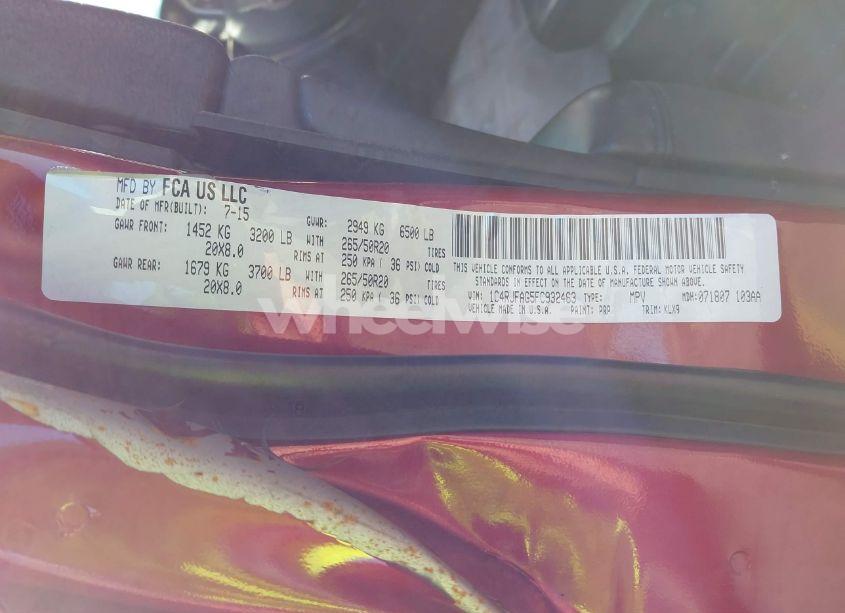 MFD BY FCA US LLC
DATE OF MFR(BUILT): 7-15 GVWR: 2949 KG 6500 LB
GAWR FRONT: 1452 KG 3200 LB WITH 265/50R20 TIRES
20X8.0 RIMS AT 250 KPA ( 36 PSI) COLD
GAWR REAR: 1679 KG 3700 LB WITH 265/50R20 TIRES
20X8.0 RIMS AT 250 KPA ( 36 PSI) COLD
THIS VEHICLE CONFORMS TO ALL APPLICABLE U.S.A. FEDERAL MOTOR VEHICLE SAFETY
STANDARDS IN EFFECT ON THE DATE OF MANUFACTURE SHOWN ABOVE.
VIN: 1C4RJFAG5FC932463 TYPE: MPV MDH:071807 103AA
VEHICLE MADE IN U.S.A. PAINT: PRP TRIM: KLX9
wheelwise